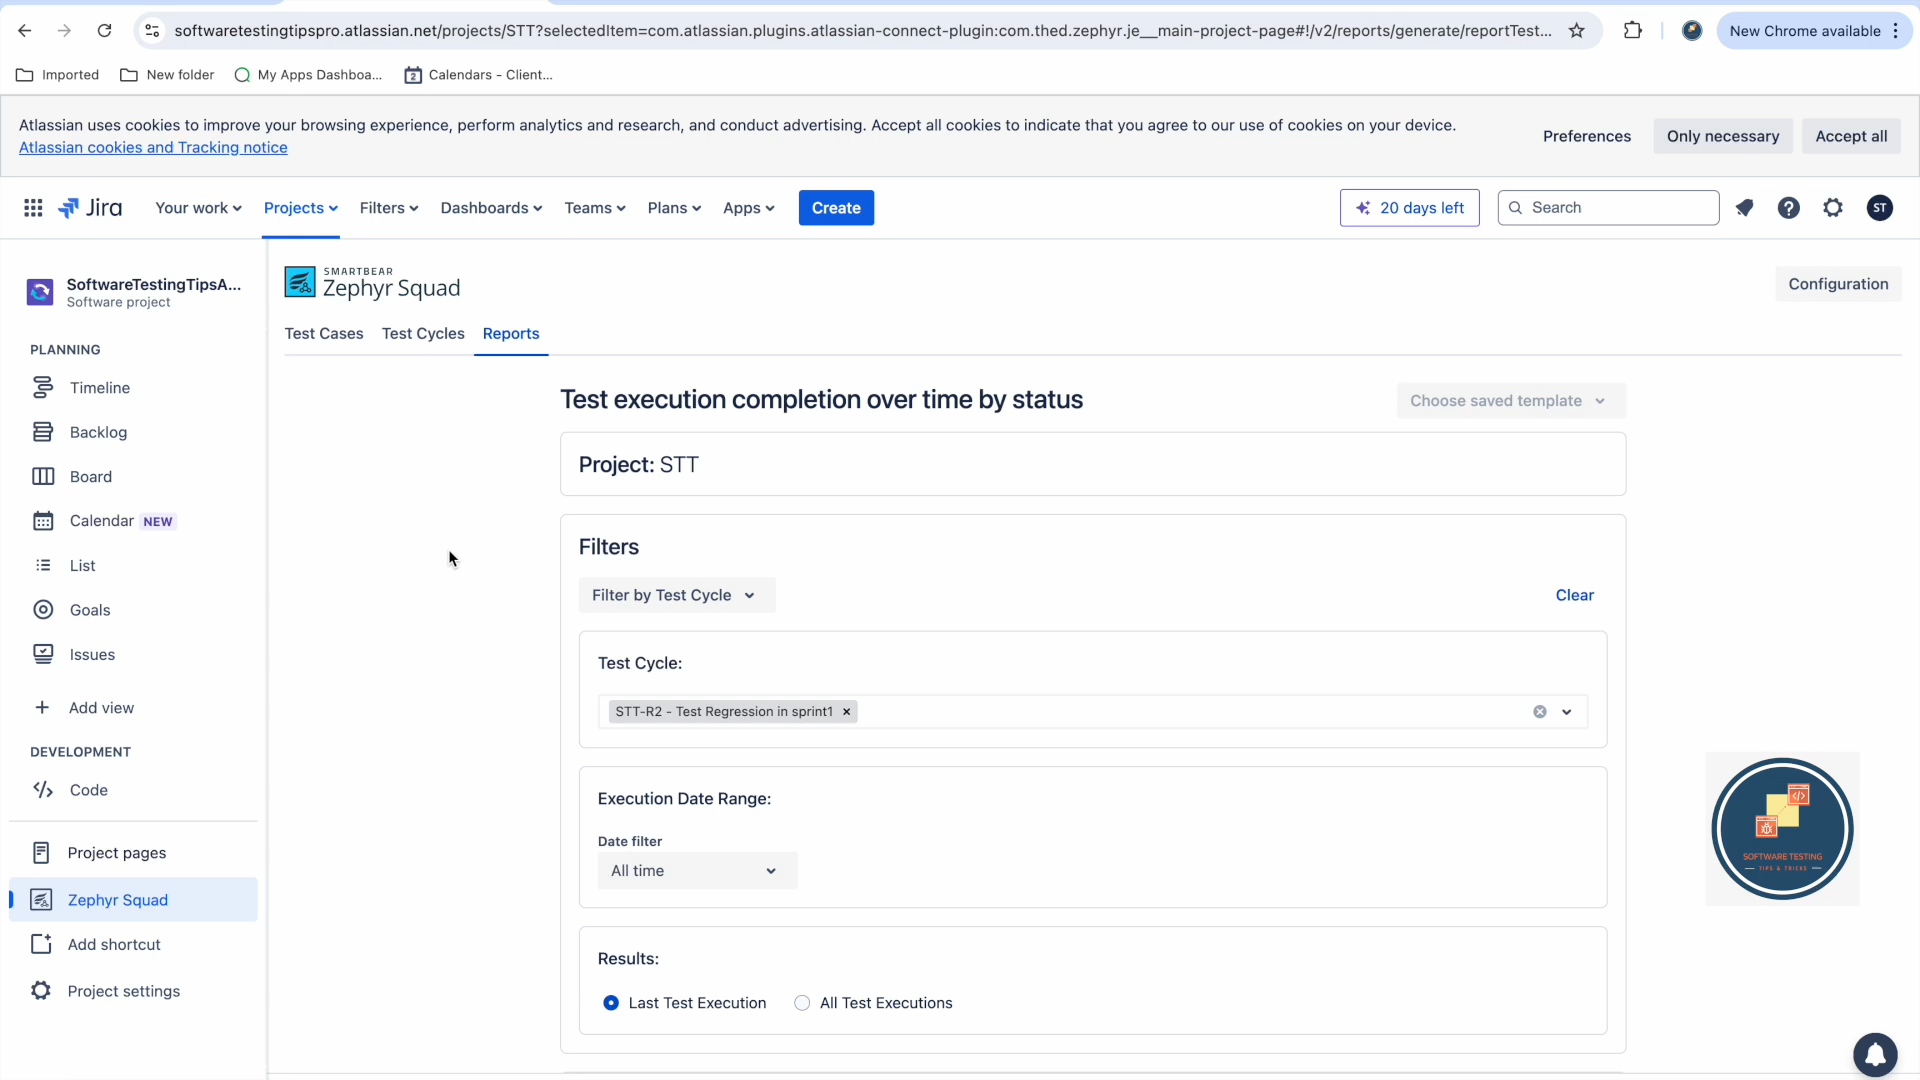 softwaretestingtipspro.atlassian.net/projects/STT?selectedItem=com.atlassian.plugins.atlassian-connect-plugin:com.thed.zephyr.je__main-project-page#!/v2/reports/generate/reportTest...
New Chrome available
Imported
New folder
My Apps Dashboa...
2
Calendars - Client...
Atlassian uses cookies to improve your browsing experience, perform analytics and research, and conduct advertising. Accept all cookies to indicate that you agree to our use of cookies on your device.
Atlassian cookies and Tracking notice
Preferences
Only necessary
Accept all
Jira
Your work
Projects
Filters
Dashboards
Teams
Plans
Apps
Create
20 days left
Search
ST
SoftwareTestingTipsA...
Software project
PLANNING
Timeline
Backlog
Board
Calendar NEW
List
Goals
Issues
Add view
DEVELOPMENT
Code
Project pages
Zephyr Squad
Add shortcut
Project settings
SMARTBEAR
Zephyr Squad
Configuration
Test Cases
Test Cycles
Reports
Test execution completion over time by status
Choose saved template
Project: STT
Filters
Filter by Test Cycle
Clear
Test Cycle:
STT-R2 - Test Regression in sprint1
Execution Date Range:
Date filter
All time
Results:
Last Test Execution
All Test Executions
SOFTWARE TESTING
TIPS & TRICKS